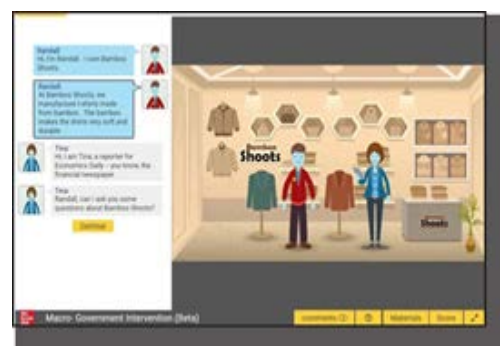 Randall
Hi, I'm Randall. I own Bamboo
Shoots.
Randall
At Bamboo Shoots, we
manufacture t-shirts made
from bamboo. The bamboo
makes the shirts very soft and
durable.
Tina
Hi, I am Tina, a reporter for
Economics Daily - you know, the
financial newspaper.
Tina
Randall, can I ask you some
questions about Bamboo Shoots?
Continue
Bamboo
Shoots
Shoots
Macro- Government Intervention (Beta)
comments
Materials
Score